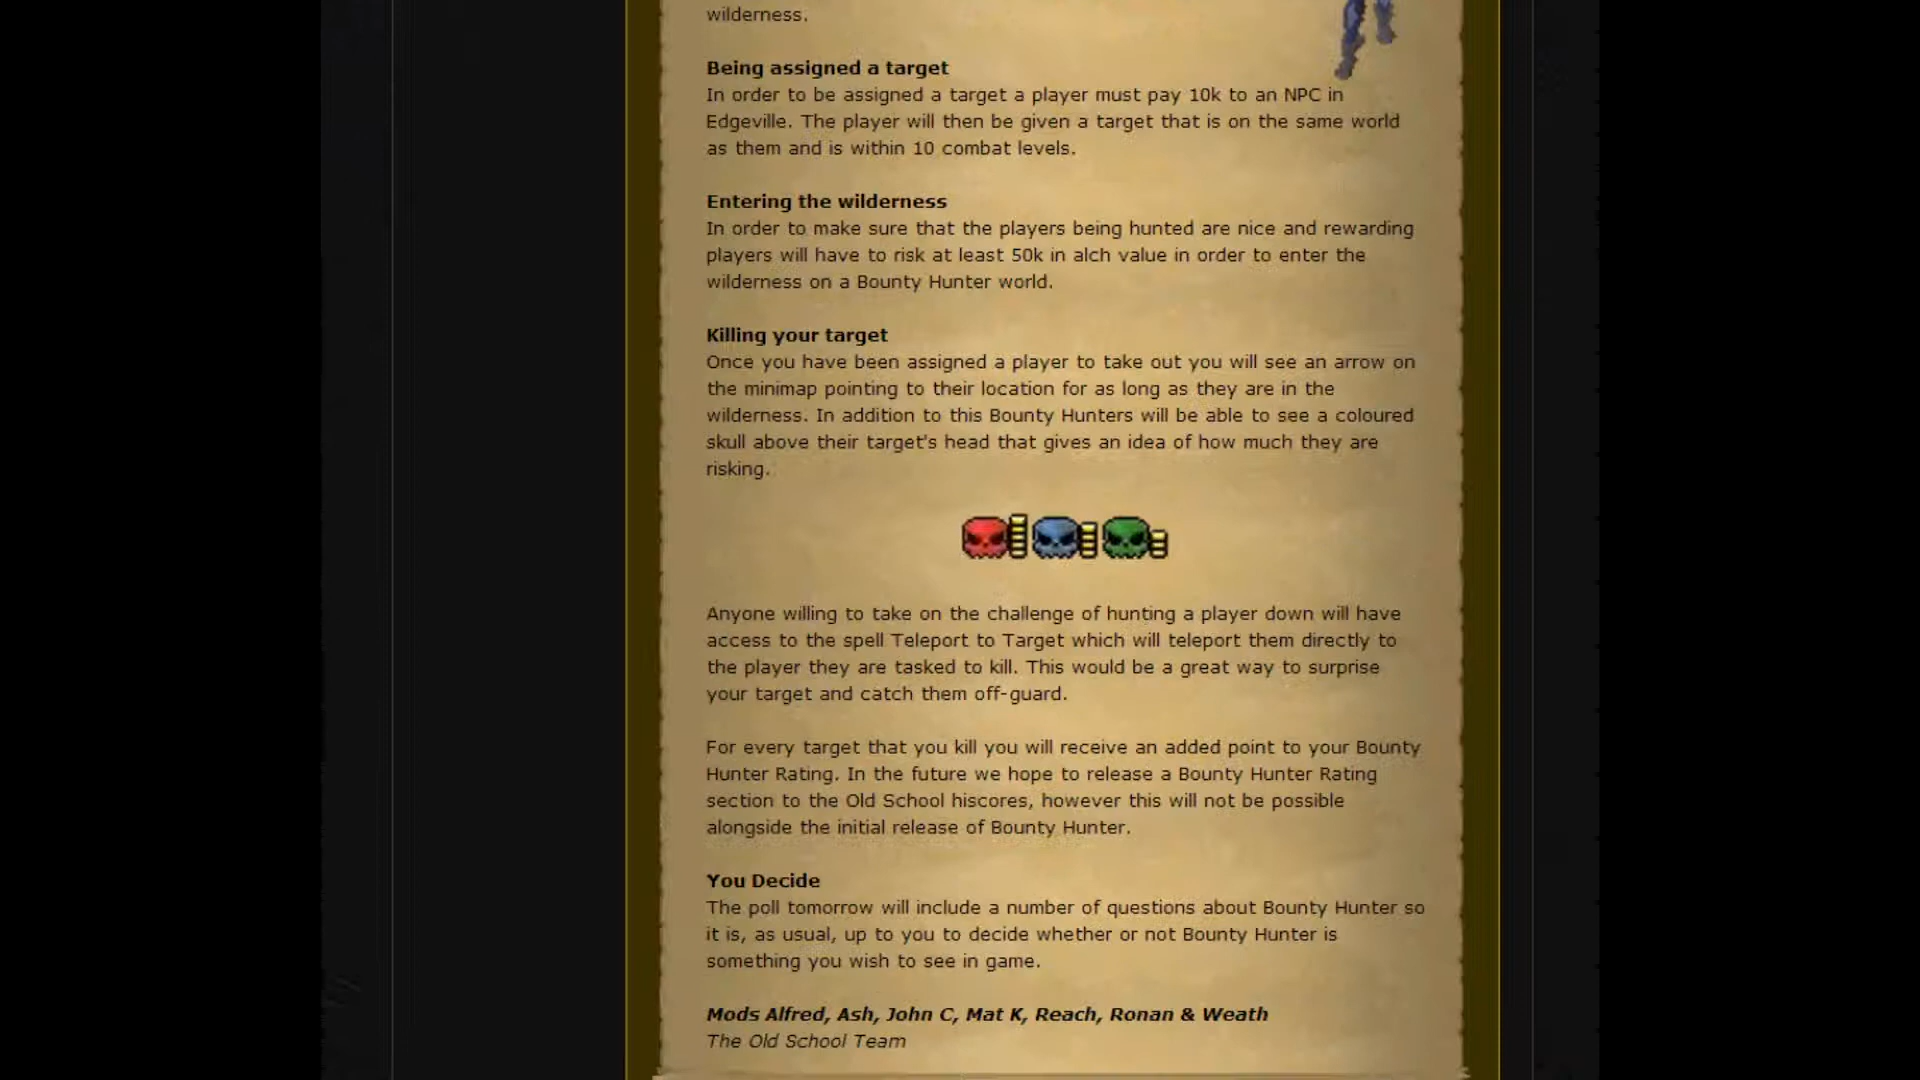 wilderness.
Being assigned a target
In order to be assigned a target a player must pay 10k to an NPC in
Edgeville. The player will then be given a target that is on the same world
as them and is within 10 combat levels.
Entering the wilderness
In order to make sure that the players being hunted are nice and rewarding
players will have to risk at least 50k in alch value in order to enter the
wilderness on a Bounty Hunter world.
Killing your target
Once you have been assigned a player to take out you will see an arrow on
the minimap pointing to their location for as long as they are in the
wilderness. In addition to this Bounty Hunters will be able to see a coloured
skull above their target's head that gives an idea of how much they are
risking.
Anyone willing to take on the challenge of hunting a player down will have
access to the spell Teleport to Target which will teleport them directly to
the player they are tasked to kill. This would be a great way to surprise
your target and catch them off-guard.
For every target that you kill you will receive an added point to your Bounty
Hunter Rating. In the future we hope to release a Bounty Hunter Rating
section to the Old School hiscores, however this will not be possible
alongside the initial release of Bounty Hunter.
You Decide
The poll tomorrow will include a number of questions about Bounty Hunter so
it is, as usual, up to you to decide whether or not Bounty Hunter is
something you wish to see in game.
Mods Alfred, Ash, John C, Mat K, Reach, Ronan & Weath
The Old School Team